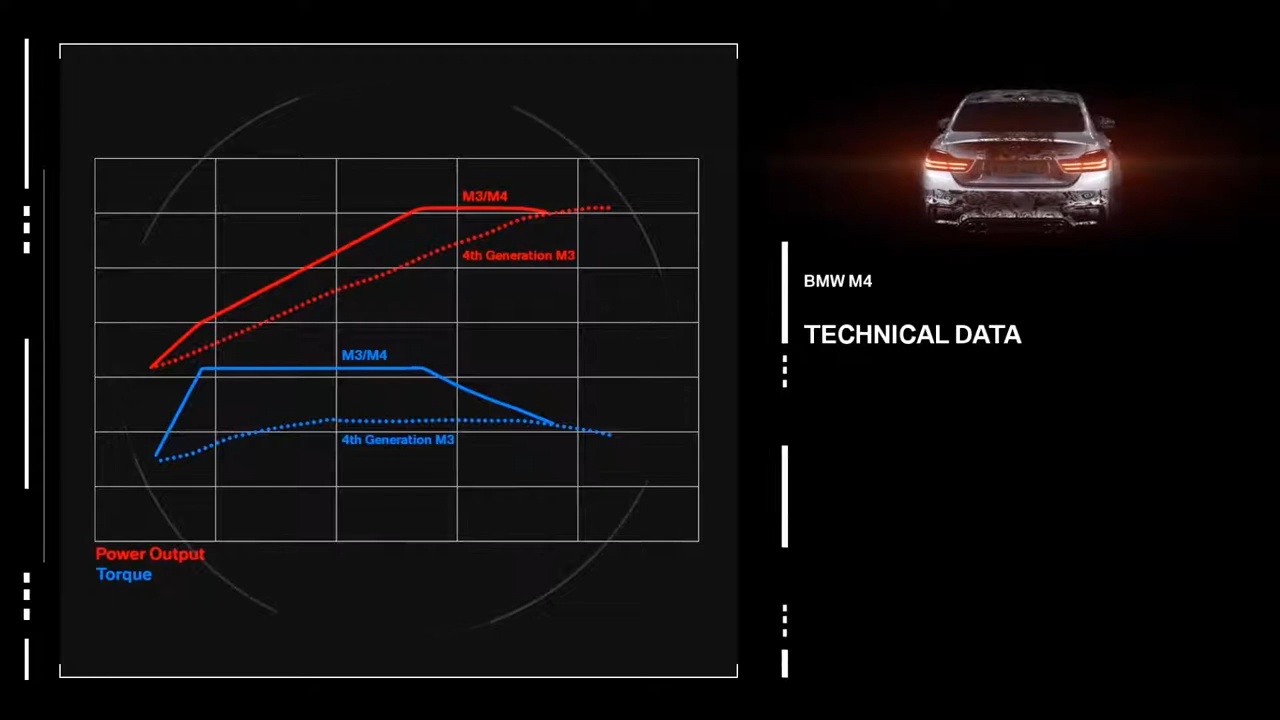 M3/M4
4th Generation M3
M3/M4
4th Generation M3
Power Output
Torque
BMW M4
TECHNICAL DATA